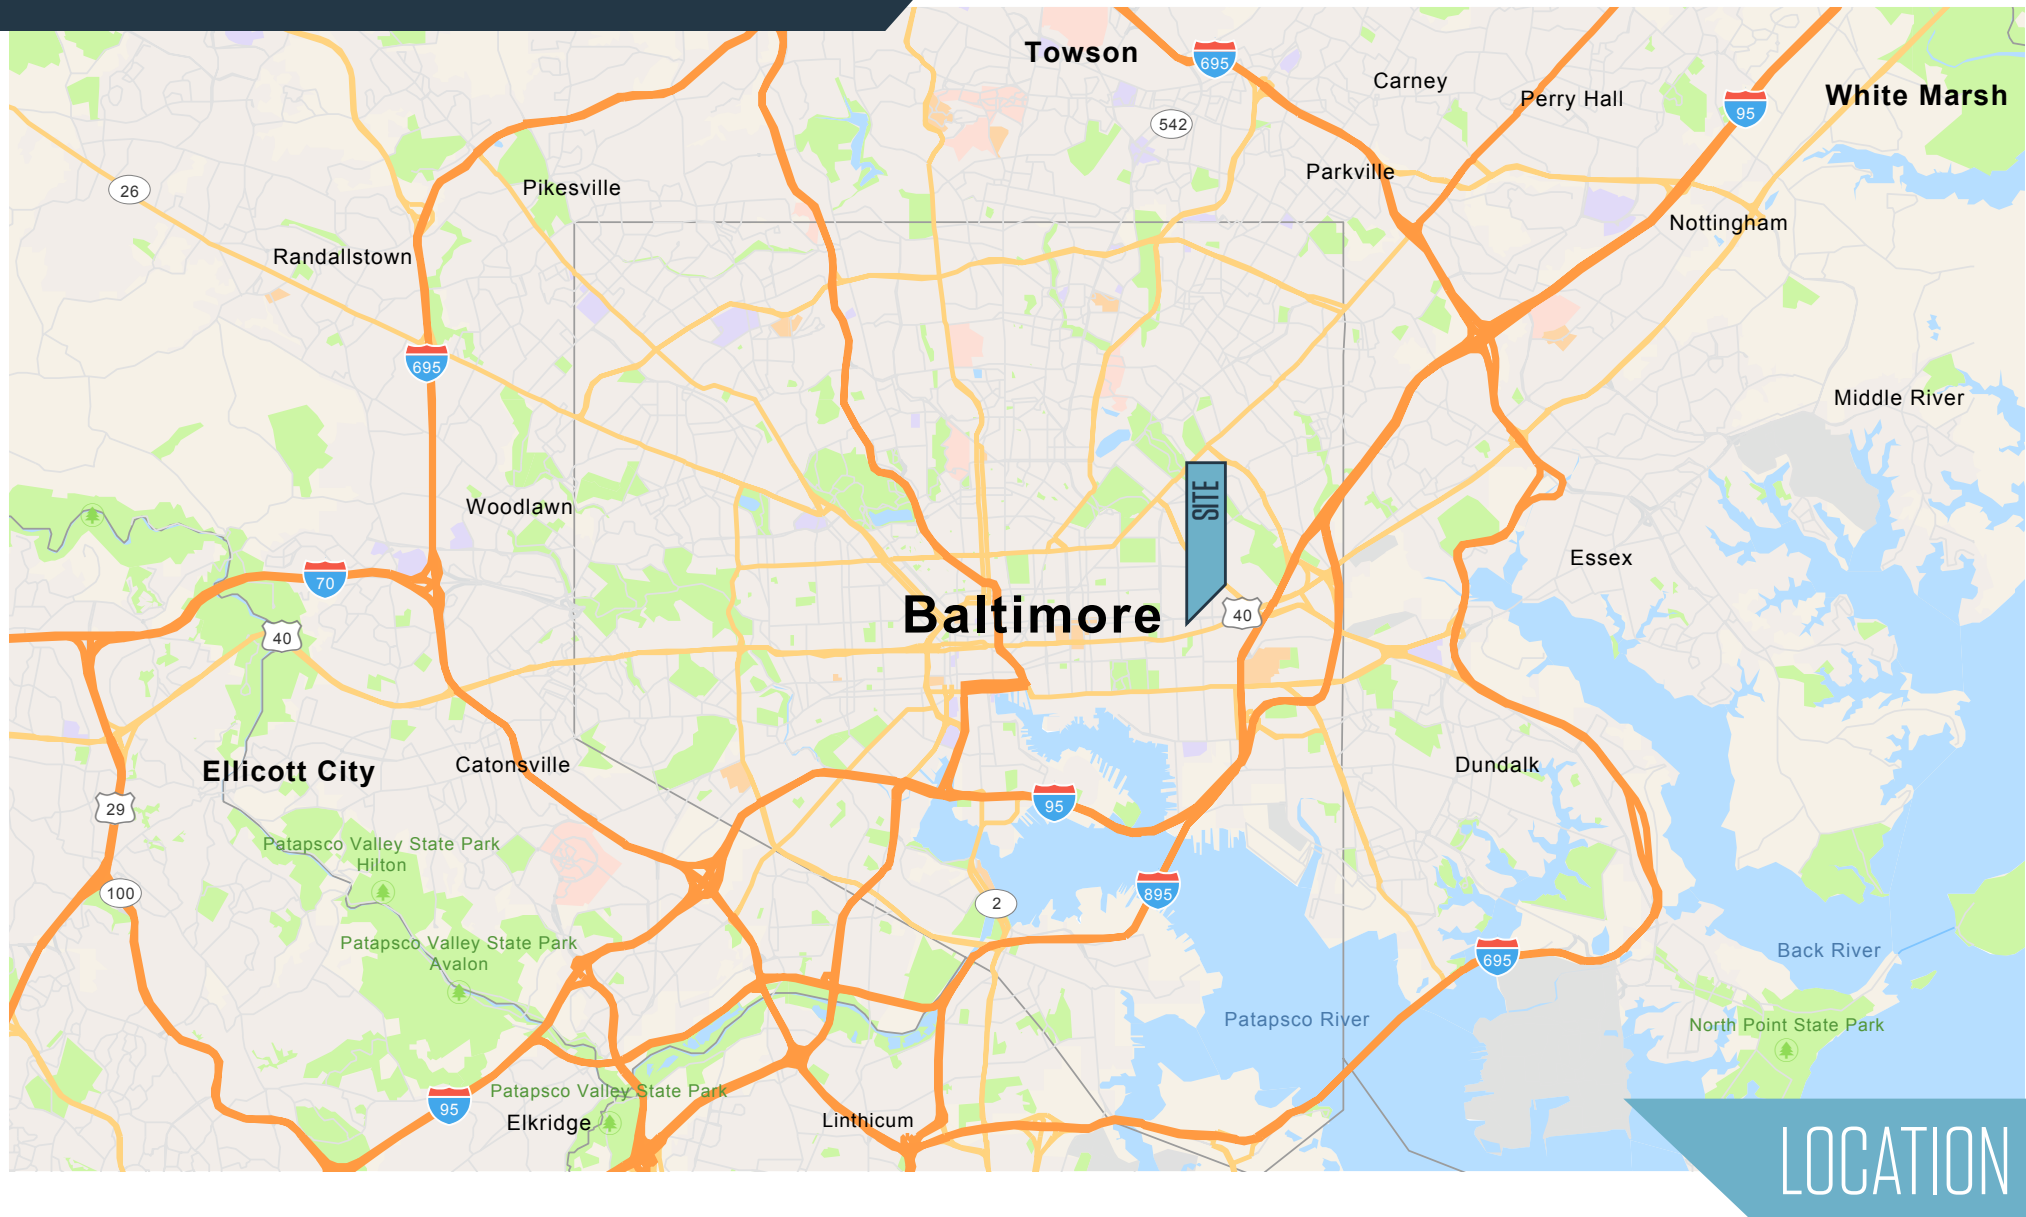 Towson
695
Carney
Perry Hall
95
White Marsh
542
Parkville
26
Pikesville
Nottingham
Randallstown
695
Middle River
SITE
Woodlawn
Essex
70
Baltimore
40
40
Ellicott City
Catonsville
Dundalk
29
95
Patapsco Valley State Park
Hilton
100
895
2
Patapsco Valley State Park
Avalon
695
Back River
Patapsco River
North Point State Park
Patapsco Valley State Park
95
Elkridge
Linthicum
LOCATION